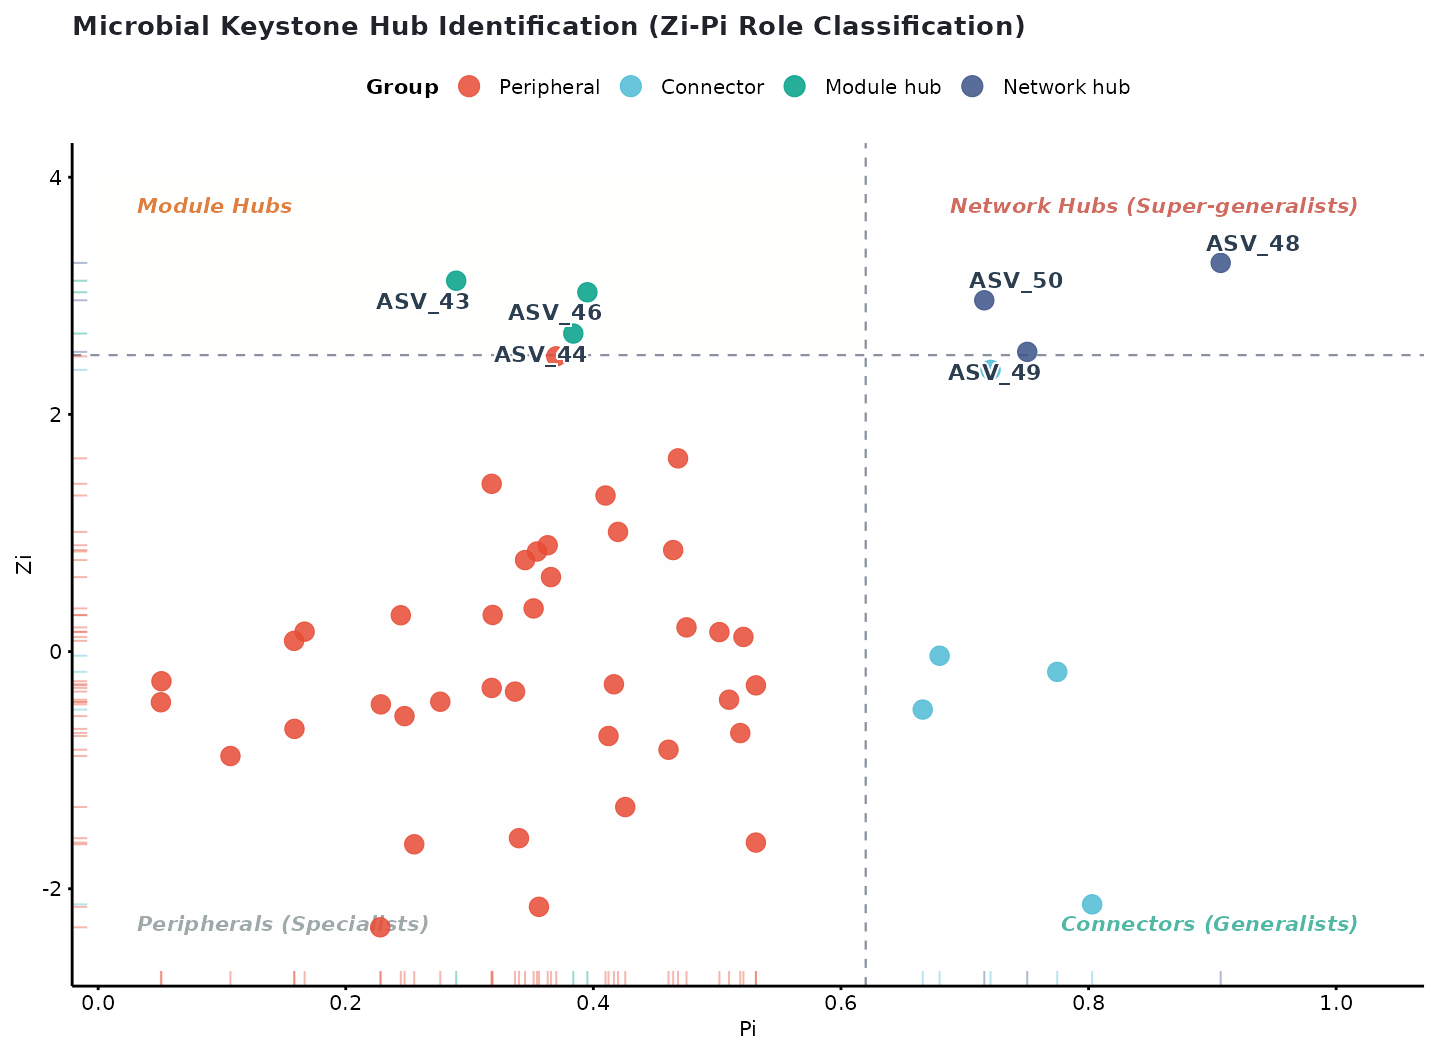 Microbial Keystone Hub Identification (Zi-Pi Role Classification)
Group Peripheral Connector Module hub Network hub
4
Module Hubs
Network Hubs (Super-generalists)
ASV_48
ASV_50
ASV_43
ASV_46
ASV_44
ASV_49
2
Zi
0
-2
Peripherals (Specialists)
Connectors (Generalists)
0.0 0.2 0.4 0.6 0.8 1.0
Pi